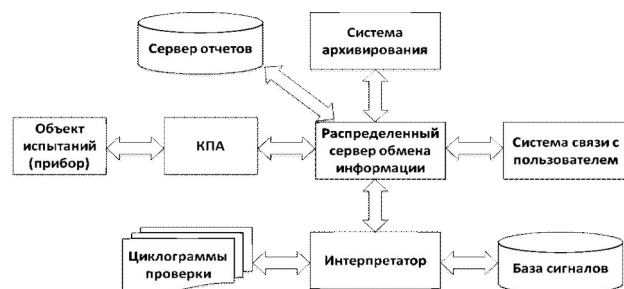 Сервер отчетов
Система
архивирования
Объект
испытаний
(прибор)
КПА
Распределенный
сервер обмена
информации
Система связи с
пользователем
Циклограммы
проверки
Интерпретатор
База сигналов